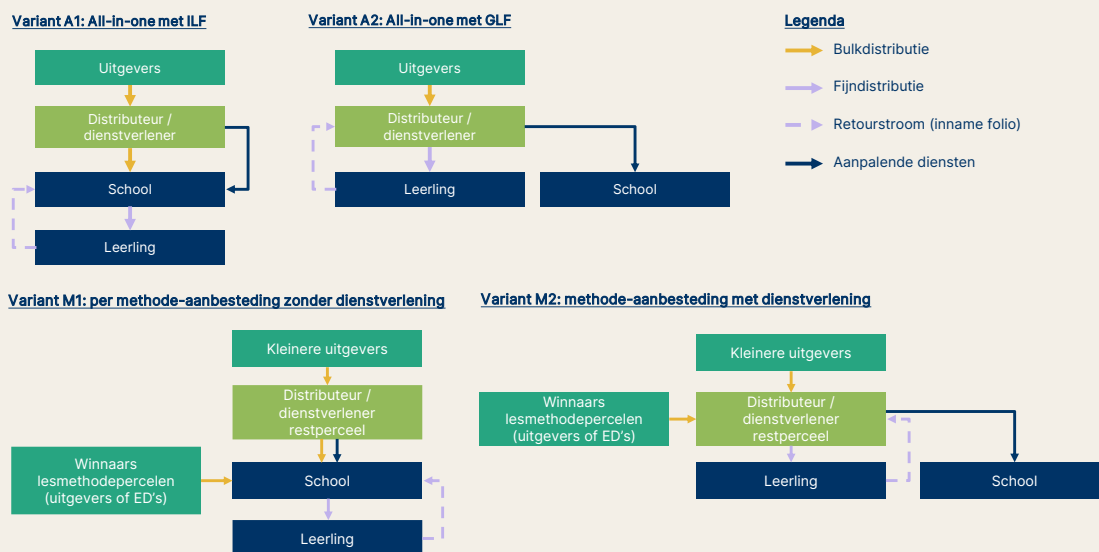 Variant A1: All-in-one met ILF
Uitgevers
Distributeur /
dienstverlener
School
Leerling
Variant A2: All-in-one met GLF
Uitgevers
Distributeur /
dienstverlener
Leerling
School
Legenda
Bulkdistributie
Fijndistributie
Retourstroom (inname folio)
Aanpalende diensten
Variant M1: per methode-aanbesteding zonder dienstverlening
Kleinere uitgevers
Distributeur /
dienstverlener
restperceel
Winnaars
lesmethodepercelen
(uitgevers of ED's)
School
Leerling
Variant M2: methode-aanbesteding met dienstverlening
Kleinere uitgevers
Winnaars
lesmethodepercelen
(uitgevers of ED's)
Distributeur /
dienstverlener
restperceel
Leerling
School